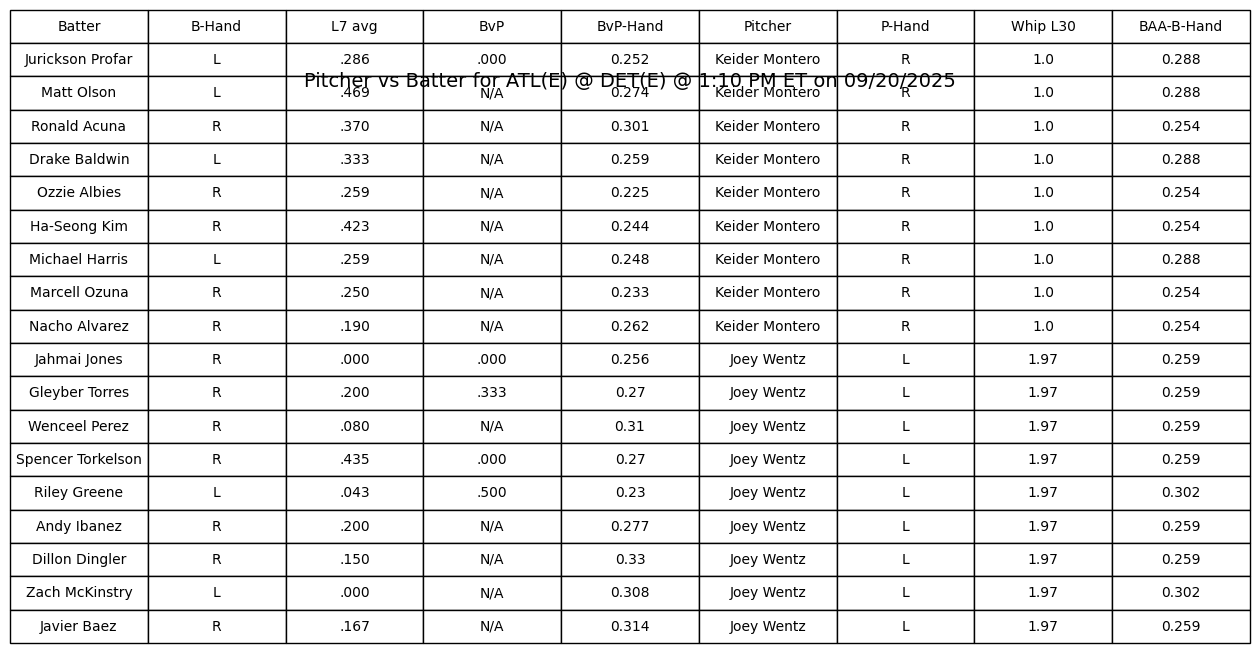 Batter B-Hand L7 avg BvP BvP-Hand Pitcher P-Hand Whip L30 BAA-B-Hand
Jurickson Profar L .286 .000 0.252 Keider Montero R 1.0 0.288
Pitcher vs Batter for ATL(E) @ DET(E) @ 1:10 PM ET on 09/20/2025
Matt Olson L .469 N/A 0.274 Keider Montero R 1.0 0.288
Ronald Acuna R .370 N/A 0.301 Keider Montero R 1.0 0.254
Drake Baldwin L .333 N/A 0.259 Keider Montero R 1.0 0.288
Ozzie Albies R .259 N/A 0.225 Keider Montero R 1.0 0.254
Ha-Seong Kim R .423 N/A 0.244 Keider Montero R 1.0 0.254
Michael Harris L .259 N/A 0.248 Keider Montero R 1.0 0.288
Marcell Ozuna R .250 N/A 0.233 Keider Montero R 1.0 0.254
Nacho Alvarez R .190 N/A 0.262 Keider Montero R 1.0 0.254
Jahmai Jones R .000 .000 0.256 Joey Wentz L 1.97 0.259
Gleyber Torres R .200 .333 0.27 Joey Wentz L 1.97 0.259
Wenceel Perez R .080 N/A 0.31 Joey Wentz L 1.97 0.259
Spencer Torkelson R .435 .000 0.27 Joey Wentz L 1.97 0.259
Riley Greene L .043 .500 0.23 Joey Wentz L 1.97 0.302
Andy Ibanez R .200 N/A 0.277 Joey Wentz L 1.97 0.259
Dillon Dingler R .150 N/A 0.33 Joey Wentz L 1.97 0.259
Zach McKinstry L .000 N/A 0.308 Joey Wentz L 1.97 0.302
Javier Baez R .167 N/A 0.314 Joey Wentz L 1.97 0.259